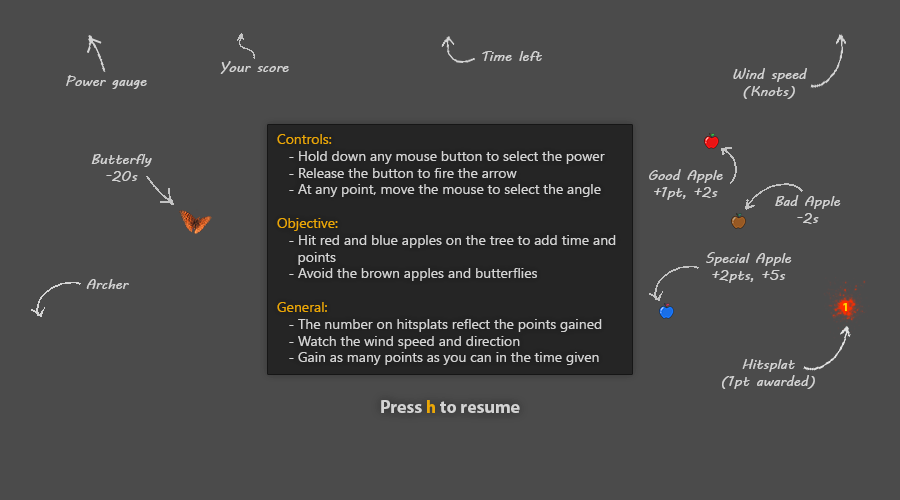 Power gauge
Your score
Time left
Wind speed
(Knots)
Butterfly
-20s
Good Apple
+1pt, +2s
Bad Apple
-2s
Special Apple
+2pts, +5s
Archer
1
Hitsplat
(1pt awarded)
Controls:
- Hold down any mouse button to select the power
- Release the button to fire the arrow
- At any point, move the mouse to select the angle
Objective:
- Hit red and blue apples on the tree to add time and
points
- Avoid the brown apples and butterflies
General:
- The number on hitsplats reflect the points gained
- Watch the wind speed and direction
- Gain as many points as you can in the time given
Press h to resume